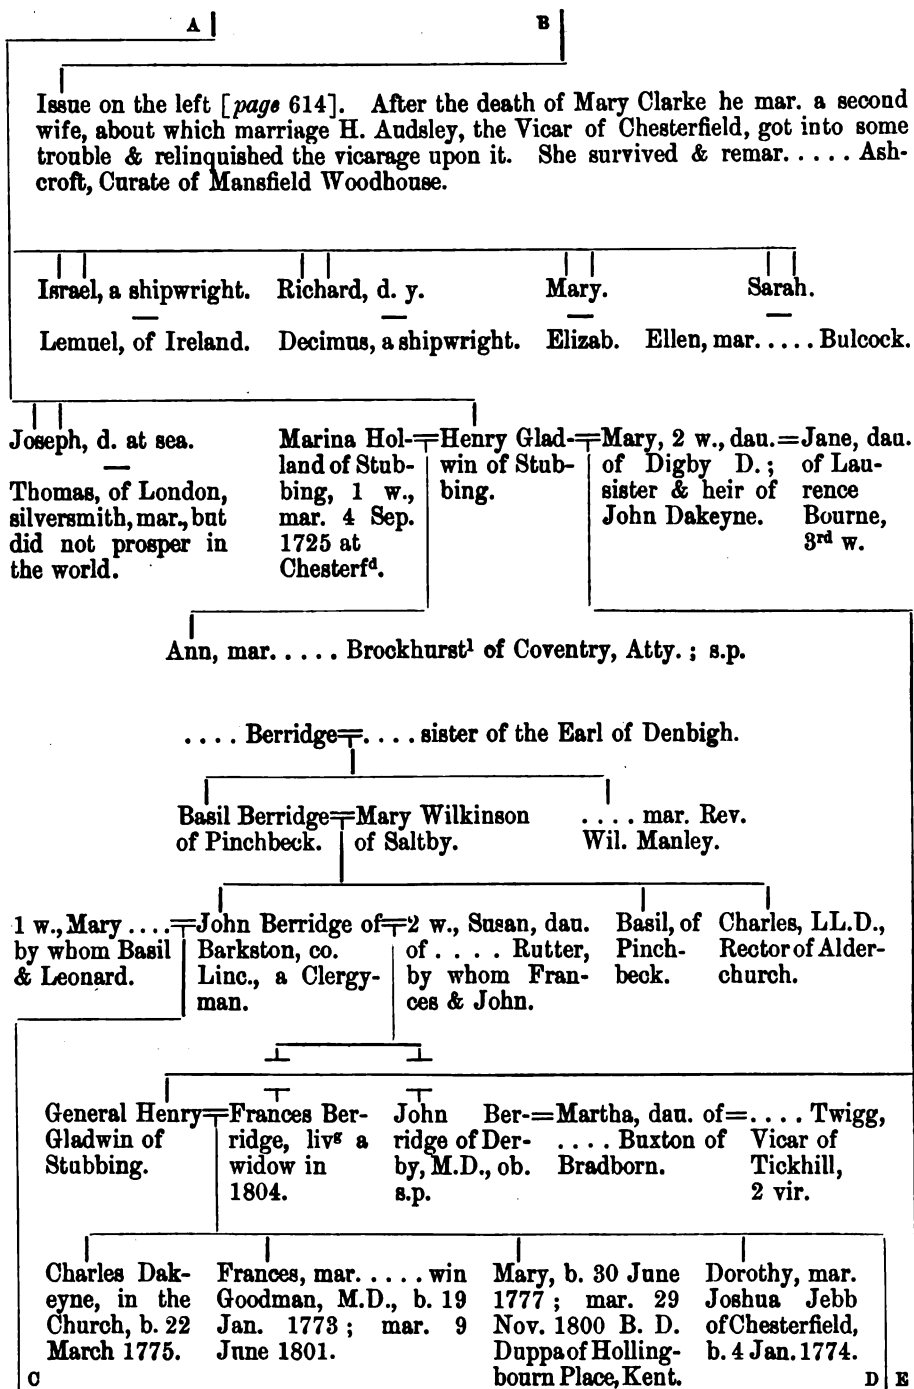 A B
Issue on the left [page 614]. After the death of Mary Clarke he mar. a second
wife, about which marriage H. Audsley, the Vicar of Chesterfield, got into some
trouble & relinquished the vicarage upon it. She survived & remar. . . . . Ash-
croft, Curate of Mansfield Woodhouse.
Israel, a shipwright. Richard, d. y. Mary. Sarah.
Lemuel, of Ireland. Decimus, a shipwright. Elizab. Ellen, mar. . . . . Bulcock.
Joseph, d. at sea.
Thomas, of London,
silversmith, mar., but
did not prosper in
the world.
Marina Hol-
land of Stub-
bing, 1 w.,
mar. 4 Sep.
1725 at
Chesterfᵈ.
Henry Glad-
win of Stub-
bing.
Mary, 2 w., dau.
of Digby D.;
sister & heir of
John Dakeyne.
Jane, dau.
of Lau-
rence
Bourne,
3rd w.
Ann, mar. . . . . Brockhurst¹ of Coventry, Atty.; s.p.
. . . . Berridge . . . . sister of the Earl of Denbigh.
Basil Berridge
of Pinchbeck.
Mary Wilkinson
of Saltby.
. . . . mar. Rev.
Wil. Manley.
1 w., Mary . . . .
by whom Basil
& Leonard.
John Berridge of
Barkston, co.
Linc., a Clergy-
man.
2 w., Susan, dau.
of . . . . Rutter,
by whom Fran-
ces & John.
Basil, of
Pinch-
beck.
Charles, LL.D.,
Rector of Alder-
church.
General Henry
Gladwin of
Stubbing.
Frances Ber-
ridge, livᵍ a
widow in
1804.
John Ber-
ridge of Der-
by, M.D., ob.
s.p.
Martha, dau. of
. . . . Buxton of
Bradborn.
. . . . Twigg,
Vicar of
Tickhill,
2 vir.
Charles Dak-
eyne, in the
Church, b. 22
March 1775.
Frances, mar. . . . . win
Goodman, M.D., b. 19
Jan. 1773; mar. 9
June 1801.
Mary, b. 30 June
1777; mar. 29
Nov. 1800 B. D.
Duppa of Holling-
bourn Place, Kent.
Dorothy, mar.
Joshua Jebb
of Chesterfield,
b. 4 Jan. 1774.
C D E